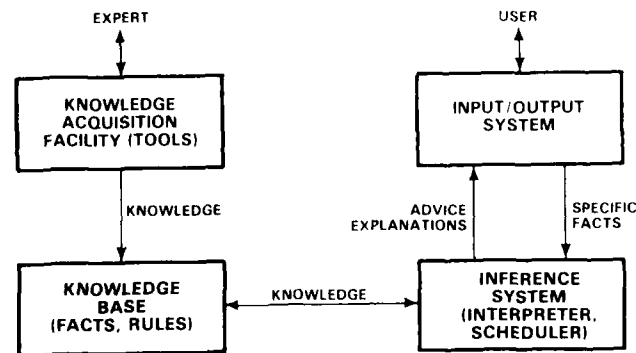 EXPERT
USER
KNOWLEDGE
ACQUISITION
FACILITY (TOOLS)
INPUT/OUTPUT
SYSTEM
KNOWLEDGE
ADVICE
EXPLANATIONS
SPECIFIC
FACTS
KNOWLEDGE
BASE
(FACTS, RULES)
KNOWLEDGE
INFERENCE
SYSTEM
(INTERPRETER,
SCHEDULER)